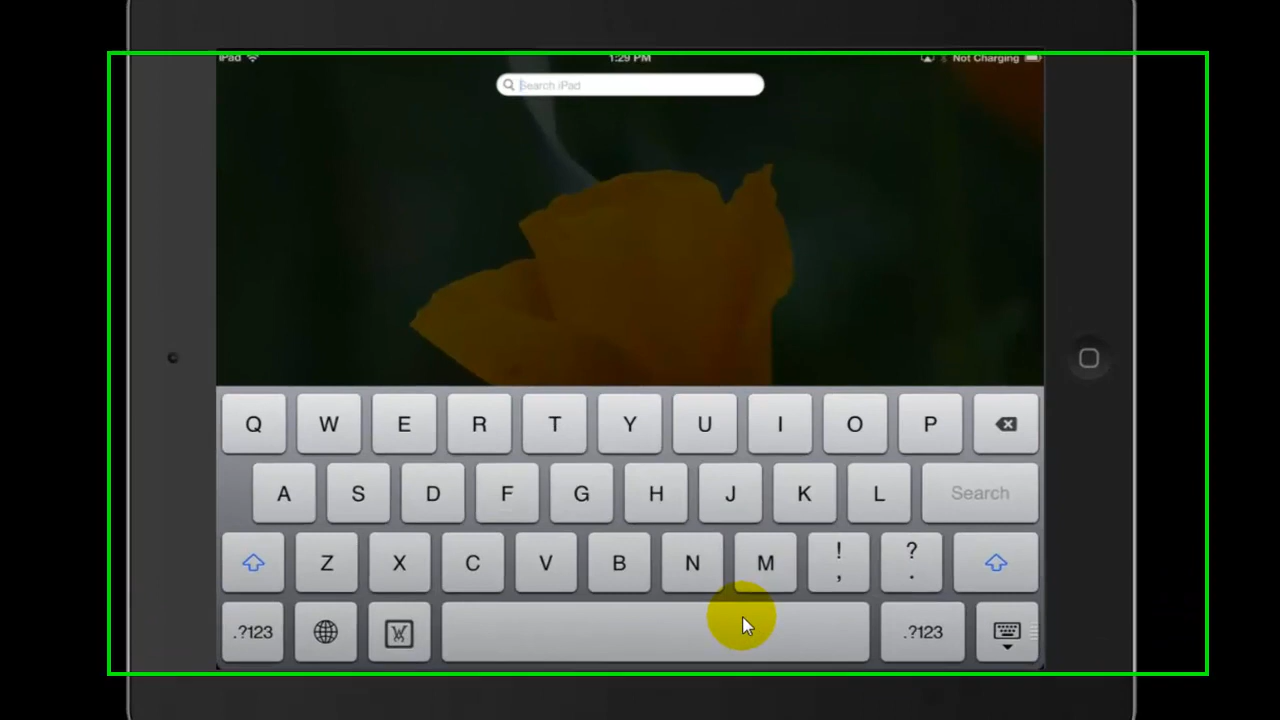 iPad 1:29 PM Not Charging
Search iPad
Q W E R T Y U I O P
A S D F G H J K L Search
Z X C V B N M ! , ? .
.?123 W .?123